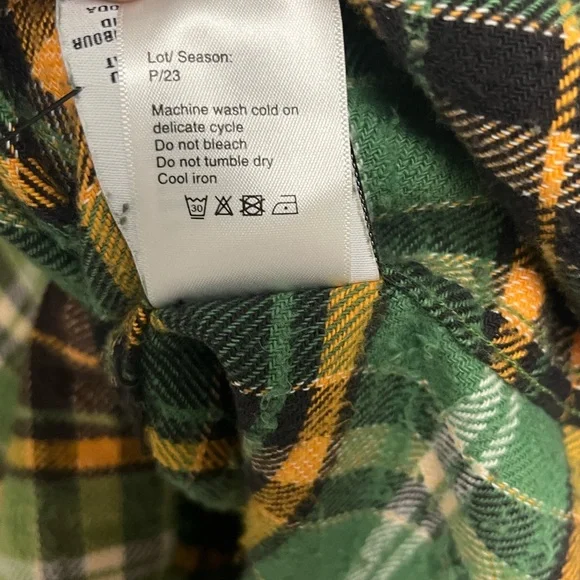 Lot/ Season:
P/23
Machine wash cold on
delicate cycle
Do not bleach
Do not tumble dry
Cool iron
30